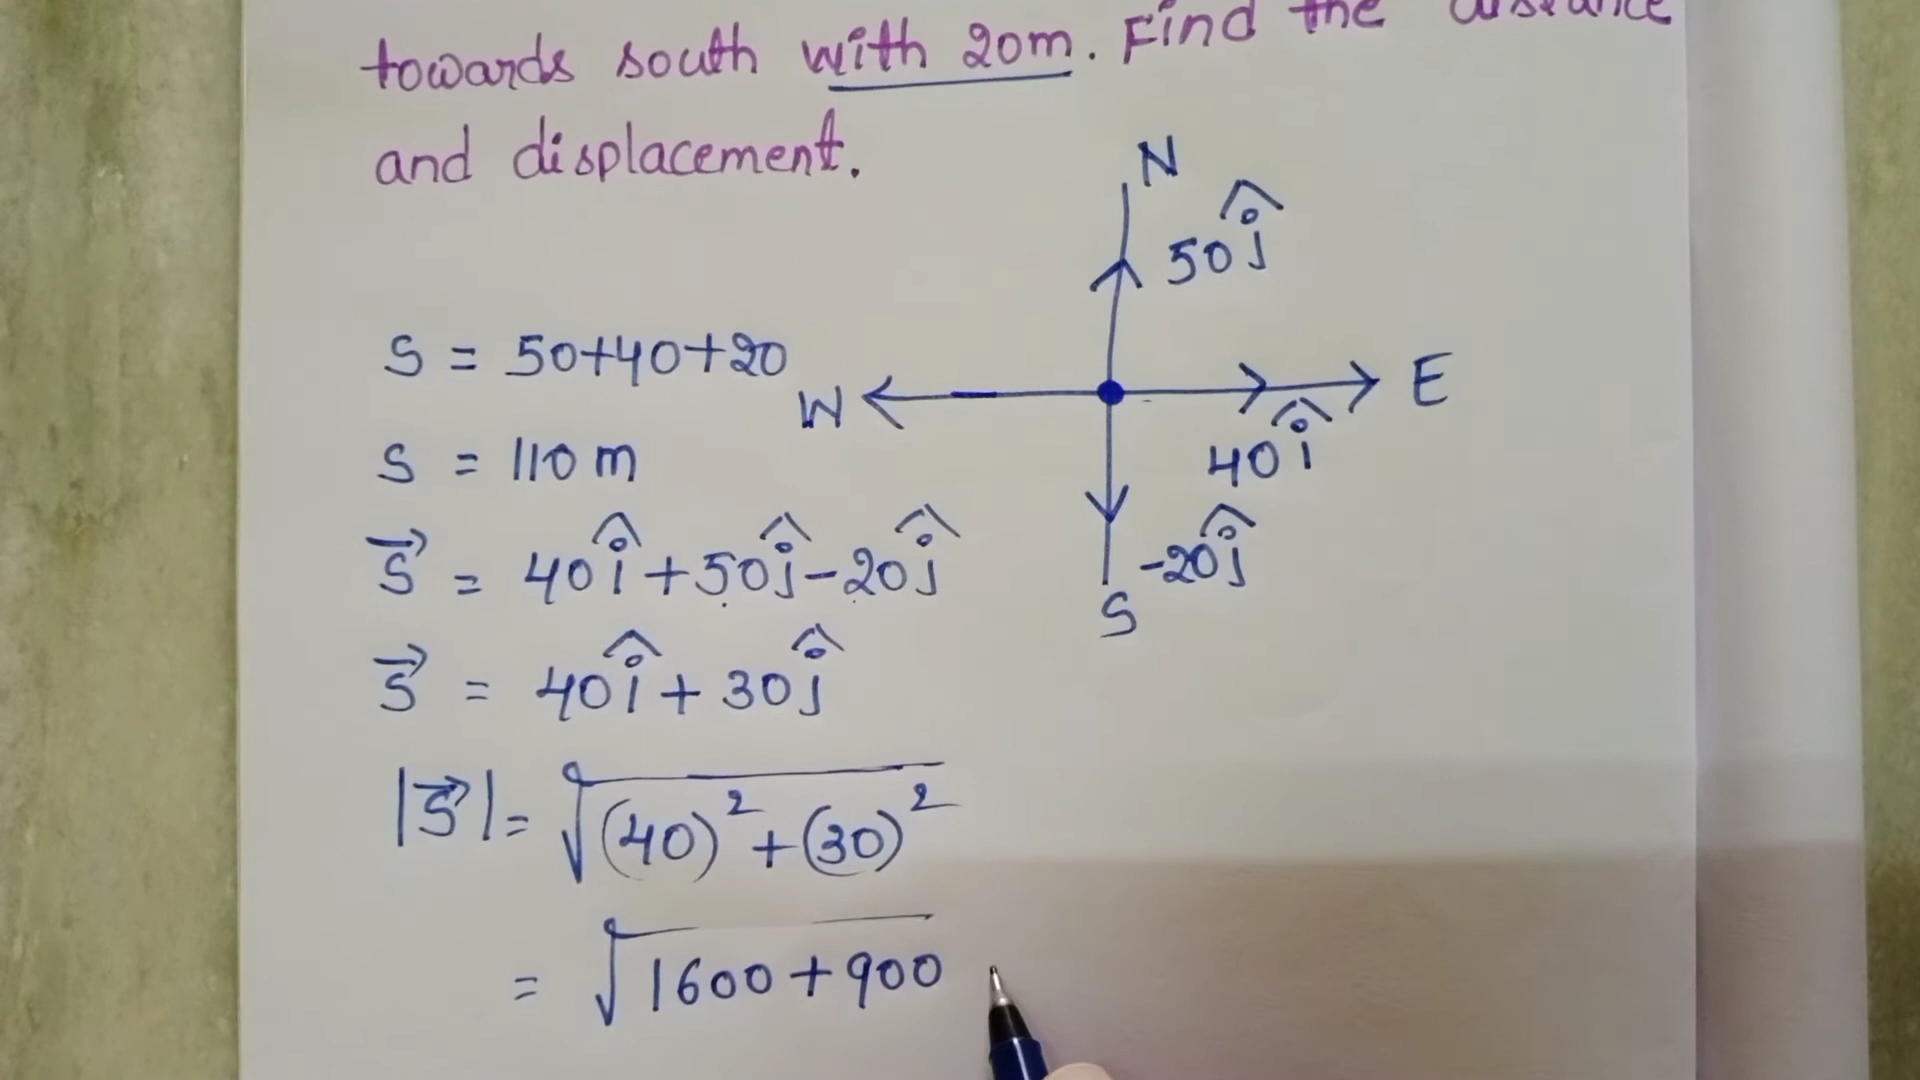 towards south with 20m. Find the distance
and displacement.
N
50ĵ
S = 50+40+20
W
E
40î
S = 110 m
-20ĵ
S
S⃗ = 40î+50ĵ-20ĵ
S⃗ = 40î + 30ĵ
|S⃗| = √(40)²+(30)²
= √1600+900